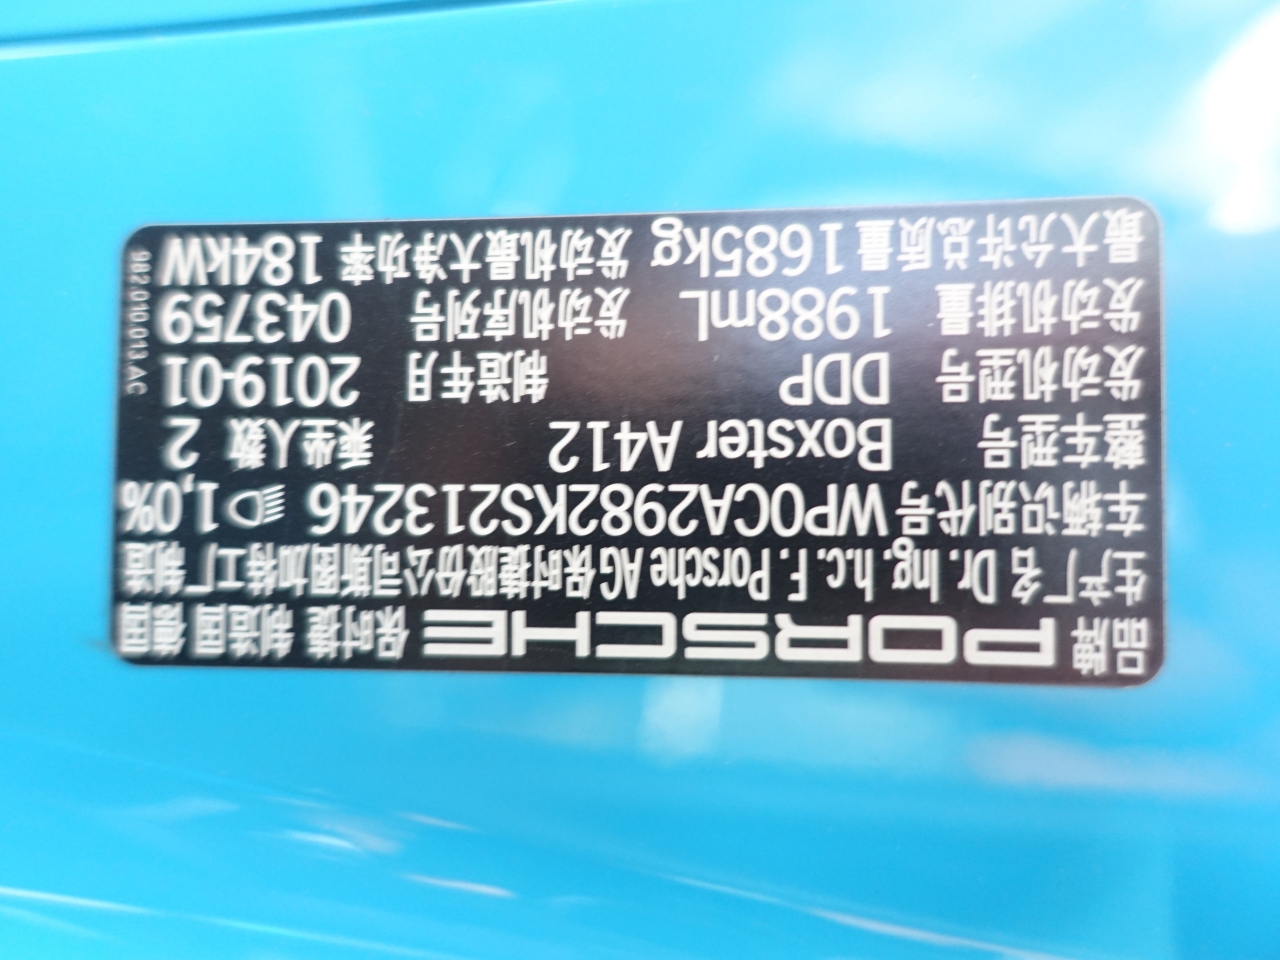 品牌 PORSCHE 保时捷 制造国 德国
生产厂名 Dr. Ing. h.c. F. Porsche AG保时捷股份公司斯图加特工厂制造
车辆识别代号 WP0CA2982KS213246 1,0%
整车型号 Boxster A412 乘坐人数 2
发动机型号 DDP 制造年月 2019-01
发动机排量 1988mL 发动机序列号 043759
最大允许总质量 1685kg 发动机最大净功率 184kW
982.010.013.AC